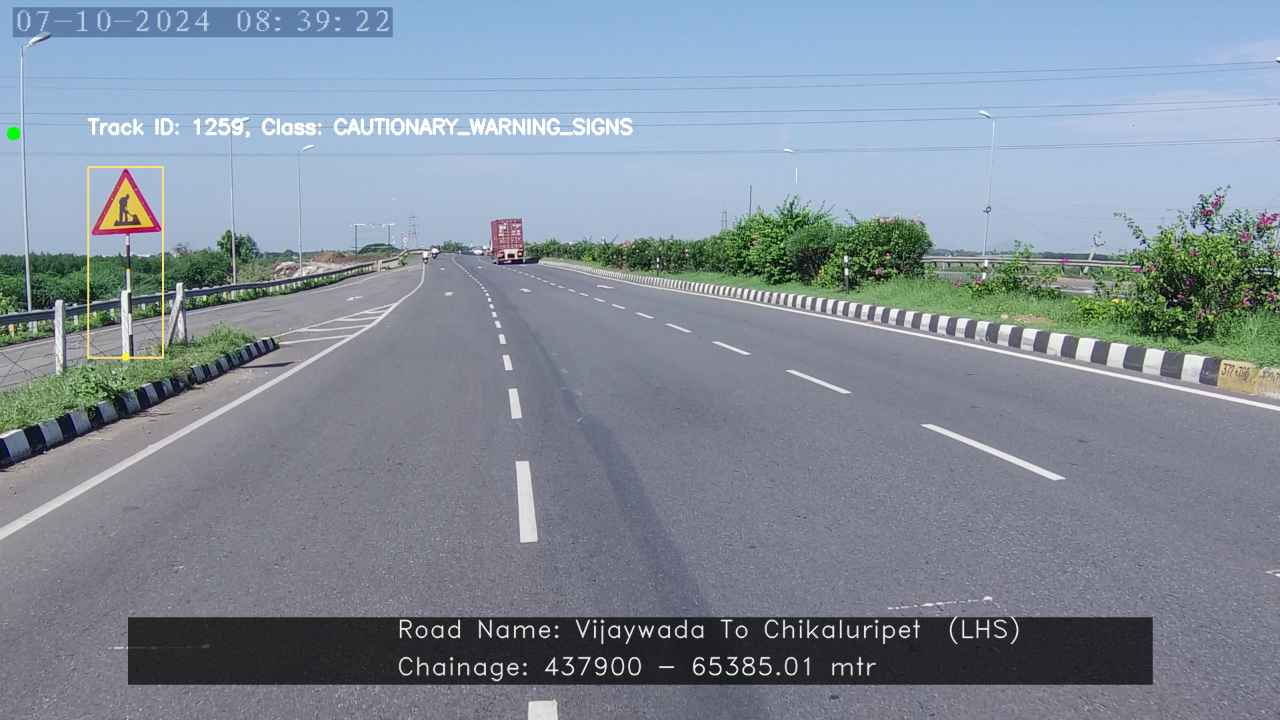 07-10-2024 08:39:22
Track ID: 1259, Class: CAUTIONARY_WARNING_SIGNS
Road Name: Vijaywada To Chikaluripet (LHS)
Chainage: 437900 - 65385.01 mtr